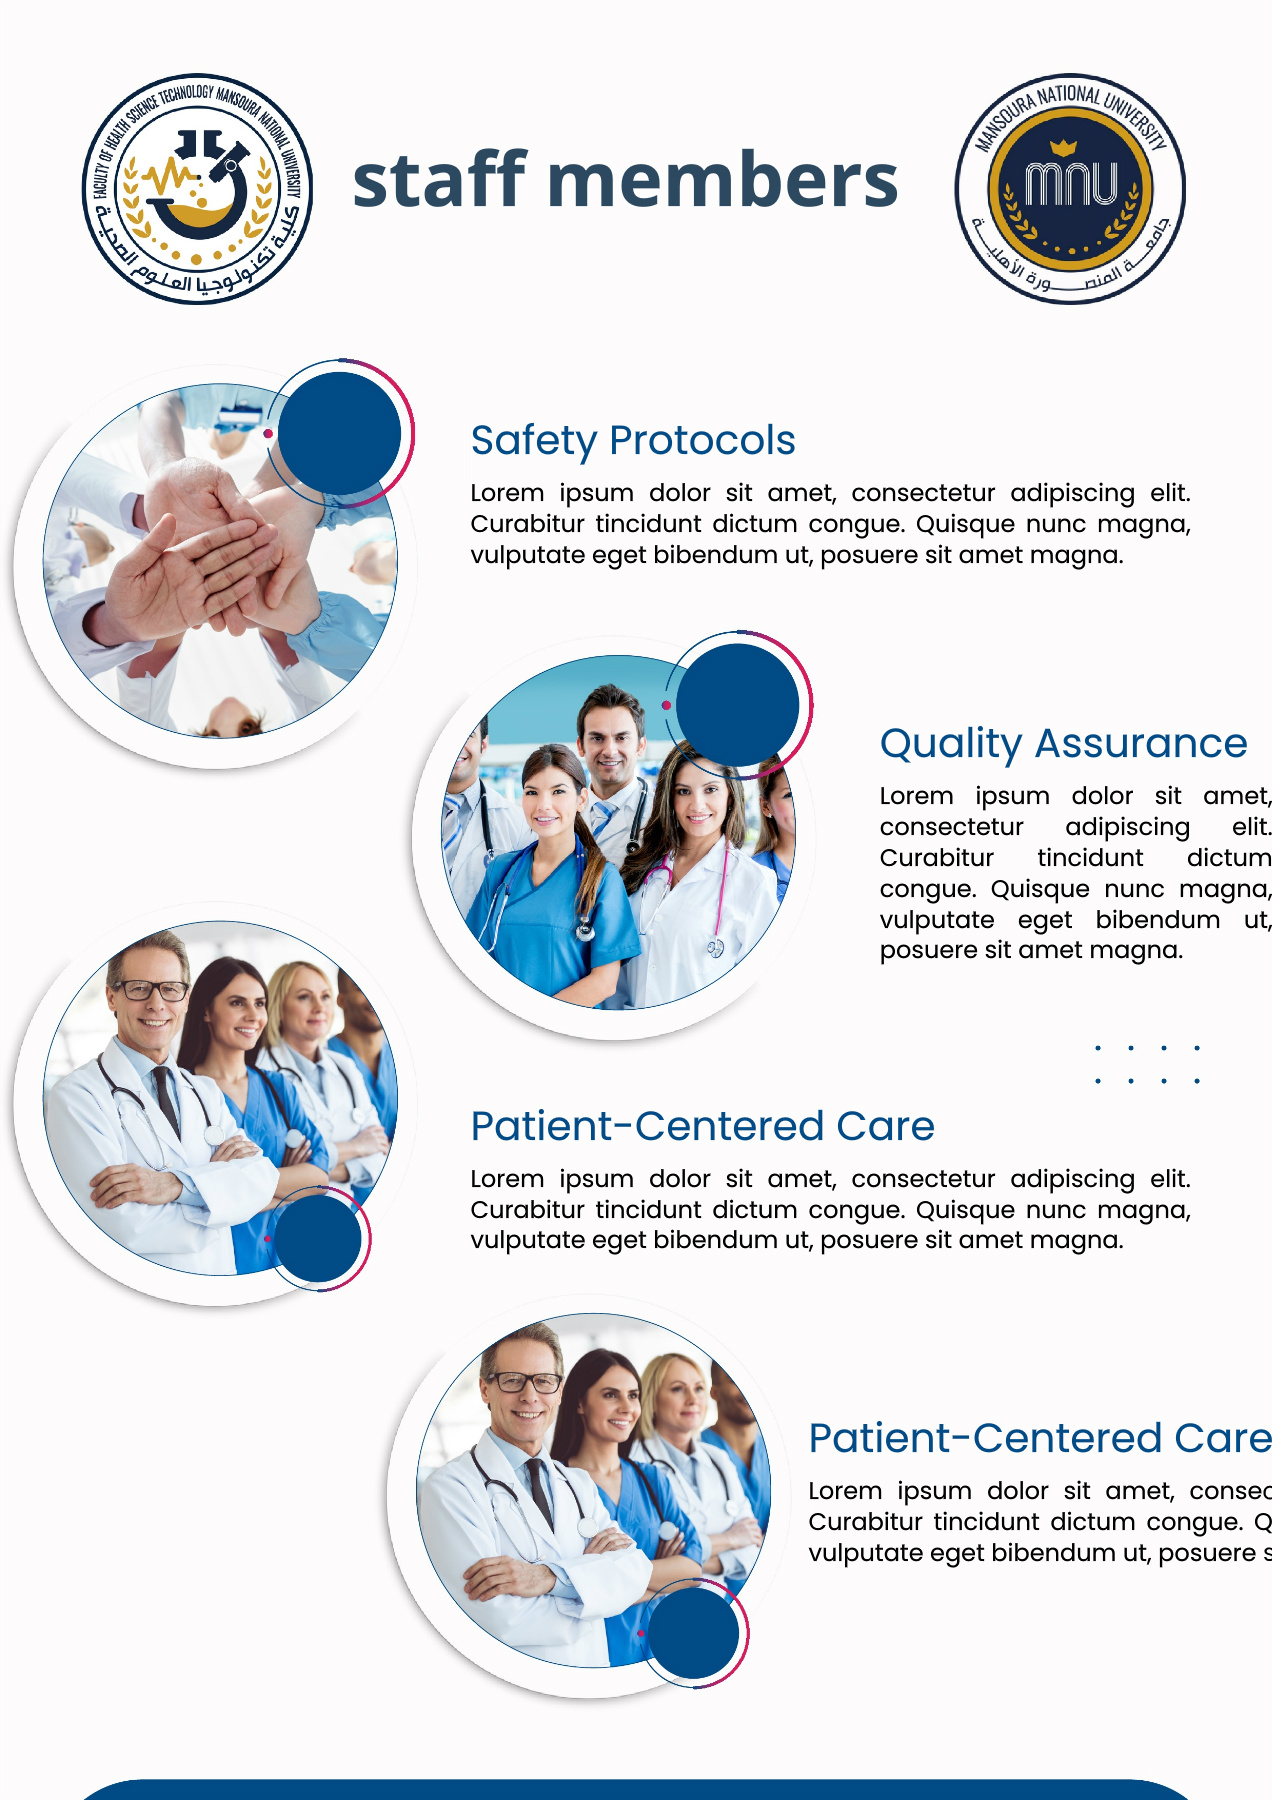 FACULTY OF HEALTH SCIENCE TECHNOLOGY MANSOURA NATIONAL UNIVERSITY
كلية تكنولوجيا العلوم الصحية
staff members
MANSOURA NATIONAL UNIVERSITY
mnu
جامعة المنصورة الأهلية
Safety Protocols
Lorem ipsum dolor sit amet, consectetur adipiscing elit.
Curabitur tincidunt dictum congue. Quisque nunc magna,
vulputate eget bibendum ut, posuere sit amet magna.
Quality Assurance
Lorem ipsum dolor sit amet,
consectetur adipiscing elit.
Curabitur tincidunt dictum
congue. Quisque nunc magna,
vulputate eget bibendum ut,
posuere sit amet magna.
Patient-Centered Care
Lorem ipsum dolor sit amet, consectetur adipiscing elit.
Curabitur tincidunt dictum congue. Quisque nunc magna,
vulputate eget bibendum ut, posuere sit amet magna.
Patient-Centered Care
Lorem ipsum dolor sit amet, consec
Curabitur tincidunt dictum congue. Q
vulputate eget bibendum ut, posuere s